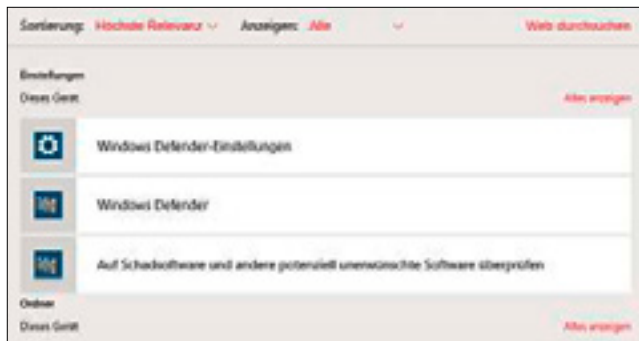 Sortierung: Höchste Relevanz Anzeigen: Alle Web durchsuchen
Einstellungen
Dieses Gerät Alles anzeigen
Windows Defender-Einstellungen
Windows Defender
Auf Schadsoftware und andere potenziell unerwünschte Software überprüfen
Ordner
Dieses Gerät Alles anzeigen